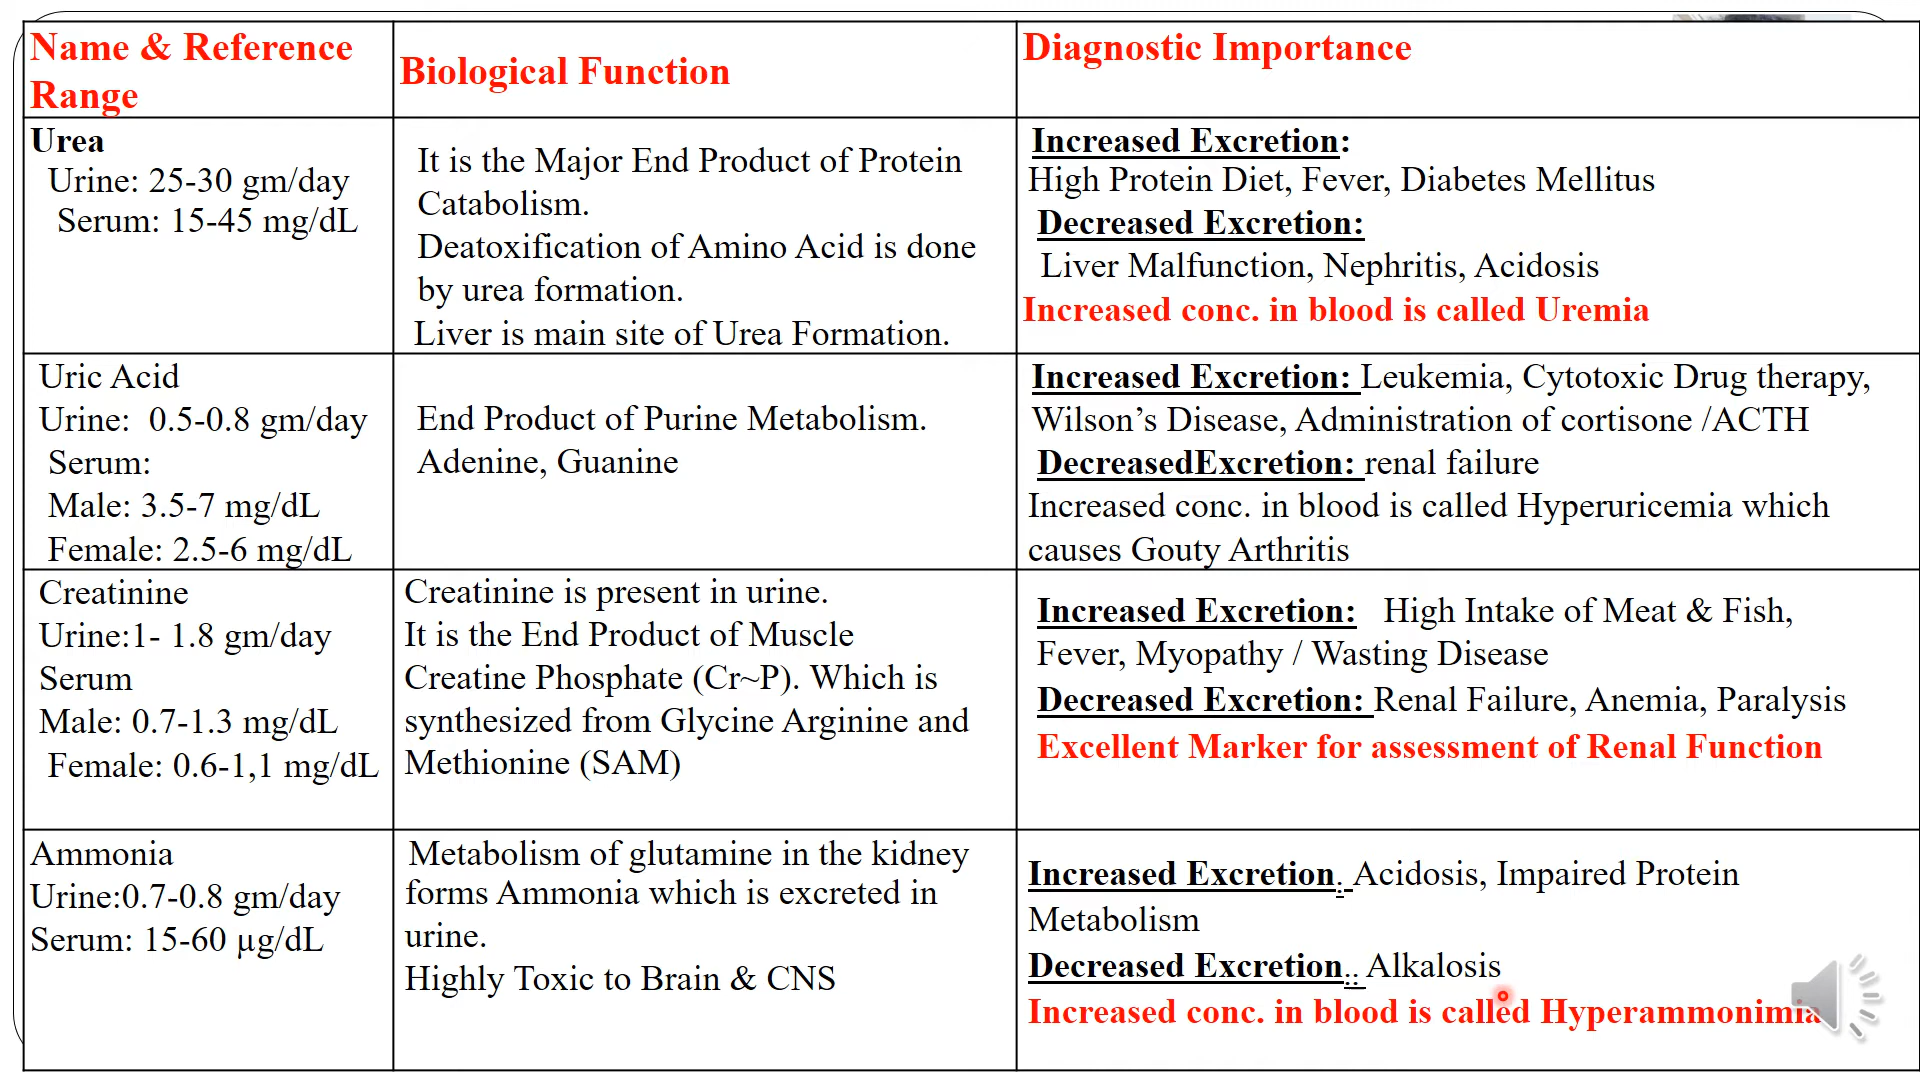 Name & Reference
Range
Biological Function
Diagnostic Importance
Urea
Urine: 25-30 gm/day
Serum: 15-45 mg/dL
It is the Major End Product of Protein
Catabolism.
Deatoxification of Amino Acid is done
by urea formation.
Liver is main site of Urea Formation.
Increased Excretion:
High Protein Diet, Fever, Diabetes Mellitus
Decreased Excretion:
Liver Malfunction, Nephritis, Acidosis
Increased conc. in blood is called Uremia
Uric Acid
Urine: 0.5-0.8 gm/day
Serum:
Male: 3.5-7 mg/dL
Female: 2.5-6 mg/dL
End Product of Purine Metabolism.
Adenine, Guanine
Increased Excretion: Leukemia, Cytotoxic Drug therapy,
Wilson’s Disease, Administration of cortisone /ACTH
DecreasedExcretion: renal failure
Increased conc. in blood is called Hyperuricemia which
causes Gouty Arthritis
Creatinine
Urine:1- 1.8 gm/day
Serum
Male: 0.7-1.3 mg/dL
Female: 0.6-1,1 mg/dL
Creatinine is present in urine.
It is the End Product of Muscle
Creatine Phosphate (Cr~P). Which is
synthesized from Glycine Arginine and
Methionine (SAM)
Increased Excretion: High Intake of Meat & Fish,
Fever, Myopathy / Wasting Disease
Decreased Excretion: Renal Failure, Anemia, Paralysis
Excellent Marker for assessment of Renal Function
Ammonia
Urine:0.7-0.8 gm/day
Serum: 15-60 µg/dL
Metabolism of glutamine in the kidney
forms Ammonia which is excreted in
urine.
Highly Toxic to Brain & CNS
Increased Excretion: Acidosis, Impaired Protein
Metabolism
Decreased Excretion.. Alkalosis
Increased conc. in blood is called Hyperammonimia